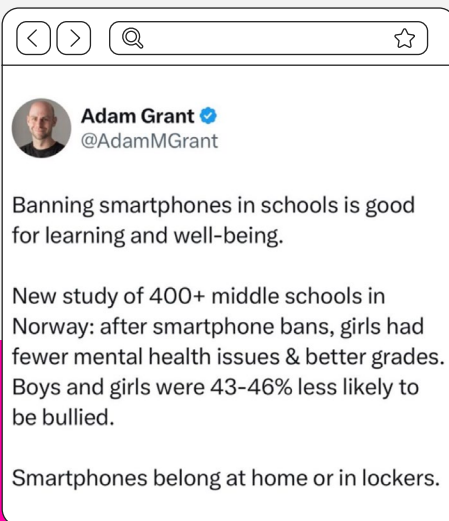 Adam Grant
@AdamMGrant
Banning smartphones in schools is good
for learning and well-being.
New study of 400+ middle schools in
Norway: after smartphone bans, girls had
fewer mental health issues & better grades.
Boys and girls were 43-46% less likely to
be bullied.
Smartphones belong at home or in lockers.